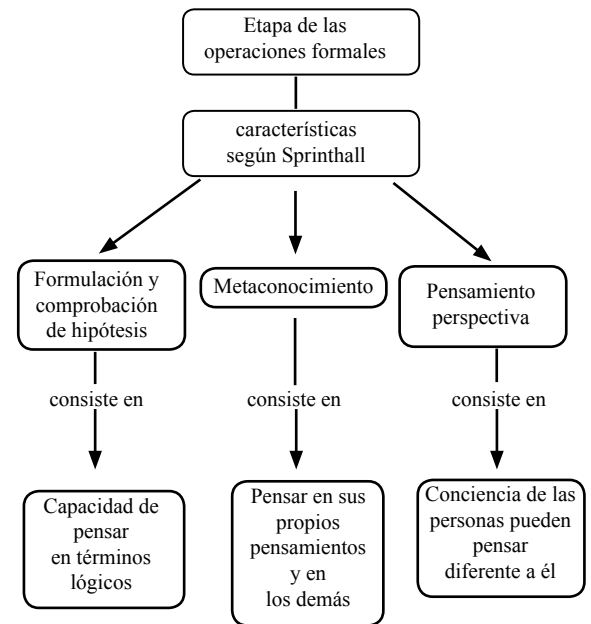 Etapa de las
operaciones formales
características
según Sprinthall
Formulación y
comprobación
de hipótesis
Metaconocimiento
Pensamiento
perspectiva
consiste en
consiste en
consiste en
Capacidad de
pensar
en términos
lógicos
Pensar en sus
propios
pensamientos
y en
los demás
Conciencia de las
personas pueden
pensar
diferente a él